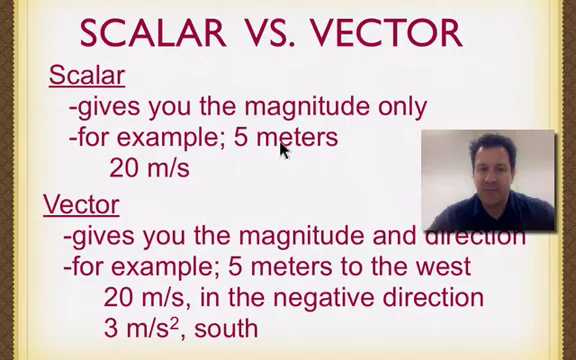 SCALAR VS. VECTOR
Scalar
-gives you the magnitude only
-for example; 5 meters
20 m/s
Vector
-gives you the magnitude and direction
-for example; 5 meters to the west
20 m/s, in the negative direction
3 m/s², south